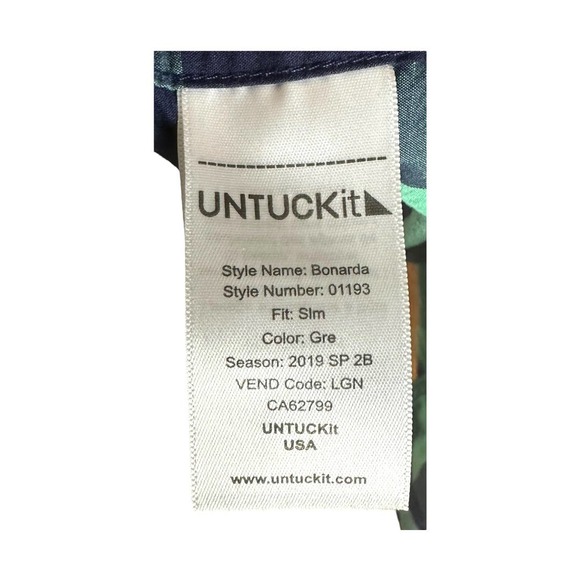 UNTUCKit
Style Name: Bonarda
Style Number: 01193
Fit: Slm
Color: Gre
Season: 2019 SP 2B
VEND Code: LGN
CA62799
UNTUCKit
USA
www.untuckit.com